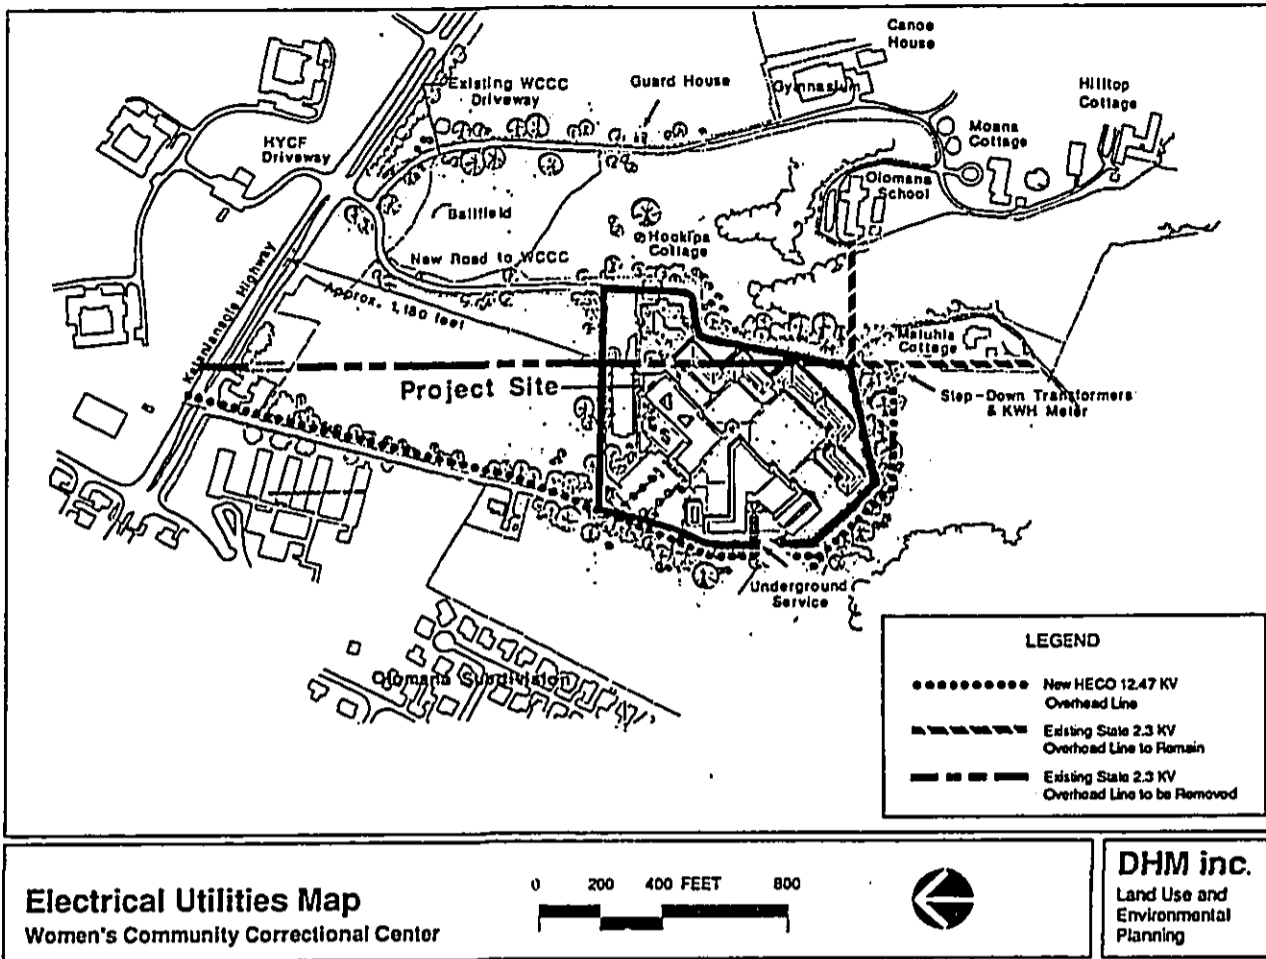 Canoe
House
Existing WCCC
Driveway
Guard House
Gymnasium
Hilltop
Cottage
HYCF
Driveway
Moana
Cottage
Olomana
School
Ballfield
Hookipa
Cottage
New Road to WCCC
Approx. 1,180 feet
Kalanianaole Highway
Maluhia
Cottage
Project Site
Step-Down Transformers
& KWH Meter
Underground
Service
Olomana Subdivision
LEGEND
New HECO 12.47 KV
Overhead Line
Existing State 2.3 KV
Overhead Line to Remain
Existing State 2.3 KV
Overhead Line to be Removed
Electrical Utilities Map
Women's Community Correctional Center
0 200 400 FEET 800
DHM inc.
Land Use and
Environmental
Planning